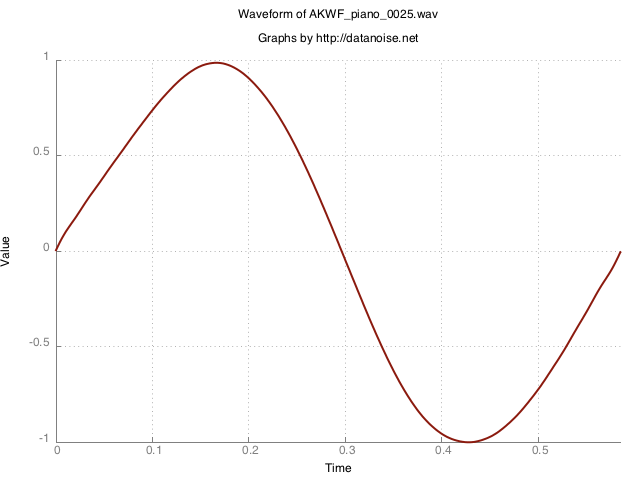 Waveform of AKWF_piano_0025.wav
Graphs by http://datanoise.net
1
0.5
0
-0.5
-1
Value
0 0.1 0.2 0.3 0.4 0.5
Time